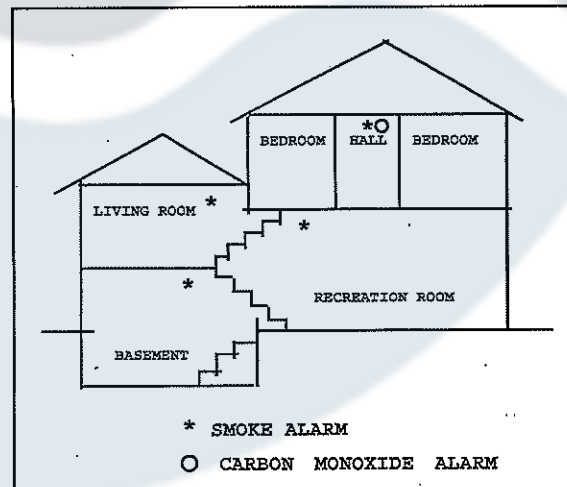 BEDROOM HALL BEDROOM
LIVING ROOM *
RECREATION ROOM
BASEMENT
* SMOKE ALARM
○ CARBON MONOXIDE ALARM